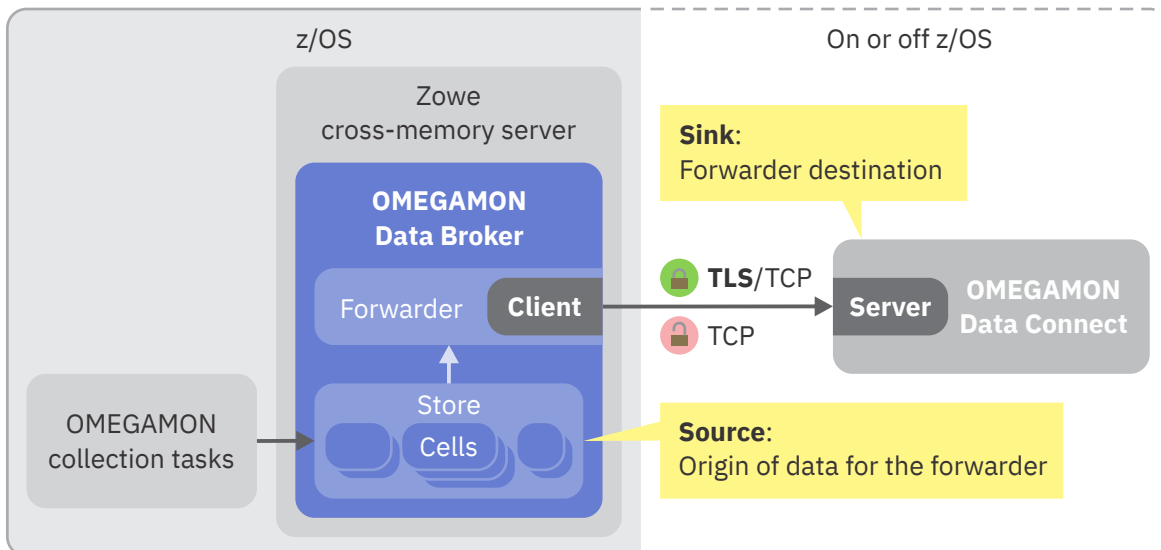 z/OS
On or off z/OS
Zowe
cross-memory server
Sink:
Forwarder destination
OMEGAMON
Data Broker
Forwarder
Client
TLS/TCP
TCP
Server
OMEGAMON
Data Connect
OMEGAMON
collection tasks
Store
Cells
Source:
Origin of data for the forwarder